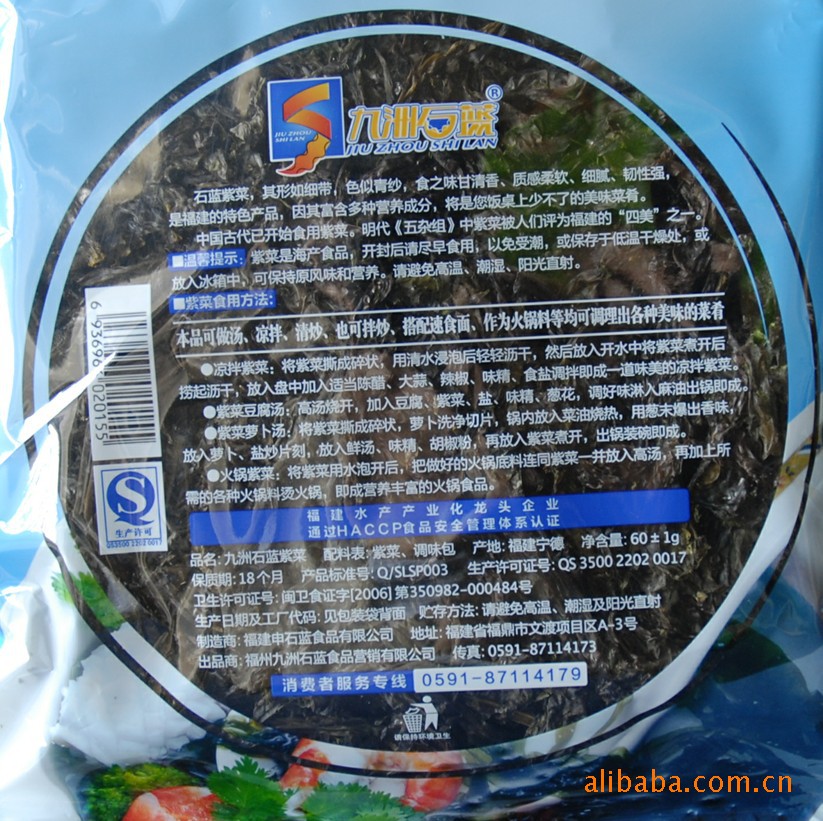 JIU ZHOU
SHI LAN
九洲石蓝®
JIU ZHOU SHI LAN
石蓝紫菜，其形如细带，色似青纱，食之味甘清香、质感柔软、细腻、韧性强，
是福建的特色产品，因其富含多种营养成分，将是您饭桌上少不了的美味菜肴。
中国古代已开始食用紫菜。明代《五杂组》中紫菜被人们评为福建的“四美”之一。
■温馨提示：紫菜是海产食品，开封后请尽早食用，以免受潮，或保存于低温干燥处，或
放入冰箱中，可保持原风味和营养。请避免高温、潮湿、阳光直射。
■紫菜食用方法：
本品可做汤、凉拌、清炒、也可拌炒、搭配速食面、作为火锅料等均可调理出各种美味的菜肴
●凉拌紫菜：将紫菜撕成碎状，用清水浸泡后轻轻沥干，然后放入开水中将紫菜煮开后
捞起沥干，放入盘中加入适当陈醋、大蒜、辣椒、味精、食盐调拌即成一道味美的凉拌紫菜。
●紫菜豆腐汤：高汤烧开，加入豆腐、紫菜、盐、味精、葱花，调好味淋入麻油出锅即成。
●紫菜萝卜汤：将紫菜撕成碎状，萝卜洗净切片，锅内放入菜油烧热，用葱末爆出香味，
放入萝卜、盐炒片刻，放入鲜汤、味精、胡椒粉，再放入紫菜煮开，出锅装碗即成。
●火锅紫菜：将紫菜用水泡开后，把做好的火锅底料连同紫菜一并放入高汤，再加上所
需的各种火锅料烫火锅，即成营养丰富的火锅食品。
福建水产产业化龙头企业
通过HACCP食品安全管理体系认证
品名：九洲石蓝紫菜 配料表：紫菜、调味包 产地：福建宁德 净含量：60±1g
保质期：18个月 产品标准号：Q/SLSP003 生产许可证号：QS 3500 2202 0017
卫生许可证号：闽卫食证字[2006]第350982-000484号
生产日期及工厂代码：见包装袋背面 贮存方法：请避免高温、潮湿及阳光直射
制造商：福建申石蓝食品有限公司 地址：福建省福鼎市文渡项目区A-3号
出品商：福州九洲石蓝食品营销有限公司 传真：0591-87114173
消费者服务专线 0591-87114179
请保持环境卫生
6 93696 020155
QS
生产许可
QS3500 2202 0017
alibaba.com.cn